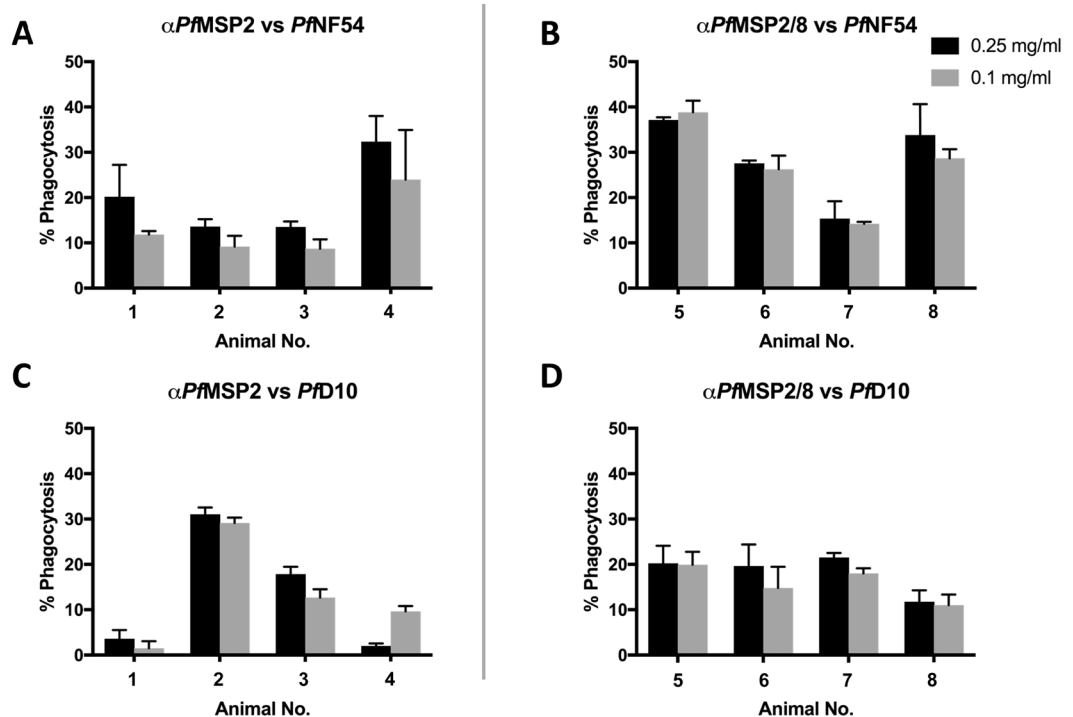 A
αPfMSP2 vs PfNF54
50
40
30
20
10
0
% Phagocytosis
1 2 3 4
Animal No.
B
αPfMSP2/8 vs PfNF54
0.25 mg/ml
0.1 mg/ml
50
40
30
20
10
0
% Phagocytosis
5 6 7 8
Animal No.
C
αPfMSP2 vs PfD10
50
40
30
20
10
0
% Phagocytosis
1 2 3 4
Animal No.
D
αPfMSP2/8 vs PfD10
50
40
30
20
10
0
% Phagocytosis
5 6 7 8
Animal No.